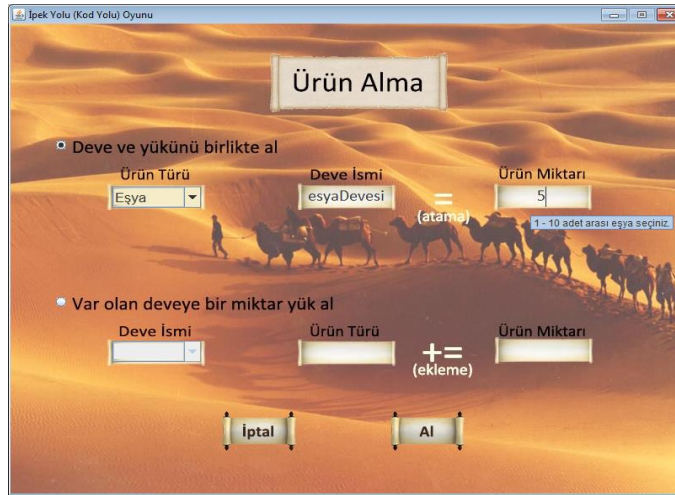 İpek Yolu (Kod Yolu) Oyunu
Ürün Alma
Deve ve yükünü birlikte al
Ürün Türü Deve İsmi Ürün Miktarı
Eşya esyaDevesi = 5
(atama)
1 - 10 adet arası eşya seçiniz.
Var olan deveye bir miktar yük al
Deve İsmi Ürün Türü Ürün Miktarı
+=
(ekleme)
İptal Al